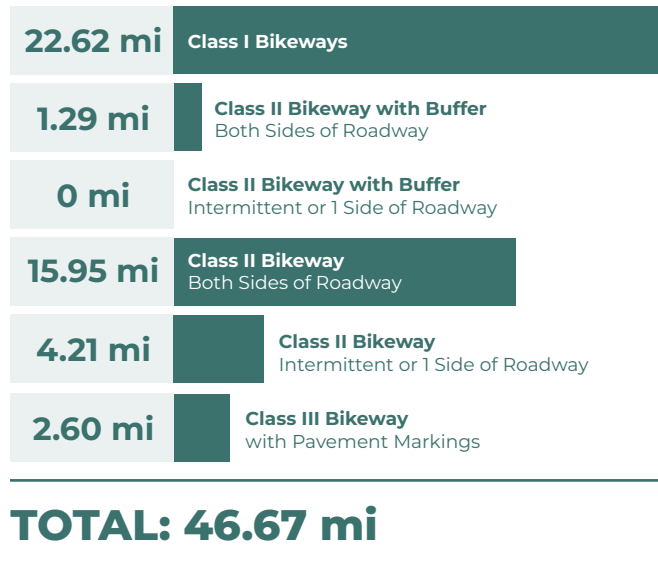 22.62 mi Class I Bikeways
1.29 mi Class II Bikeway with Buffer
Both Sides of Roadway
0 mi Class II Bikeway with Buffer
Intermittent or 1 Side of Roadway
15.95 mi Class II Bikeway
Both Sides of Roadway
4.21 mi Class II Bikeway
Intermittent or 1 Side of Roadway
2.60 mi Class III Bikeway
with Pavement Markings
TOTAL: 46.67 mi